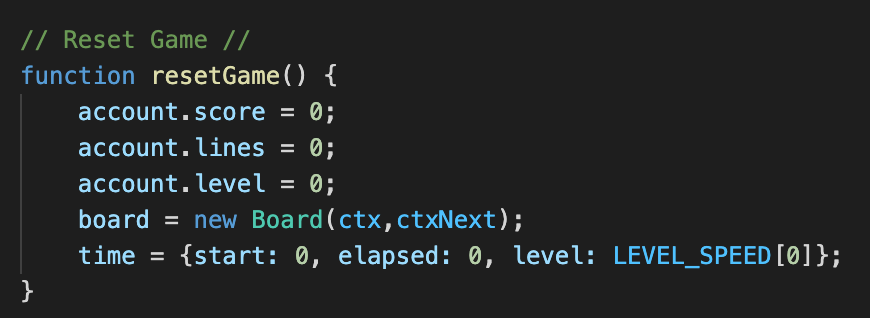 // Reset Game //
function resetGame() {
    account.score = 0;
    account.lines = 0;
    account.level = 0;
    board = new Board(ctx,ctxNext);
    time = {start: 0, elapsed: 0, level: LEVEL_SPEED[0]};
}